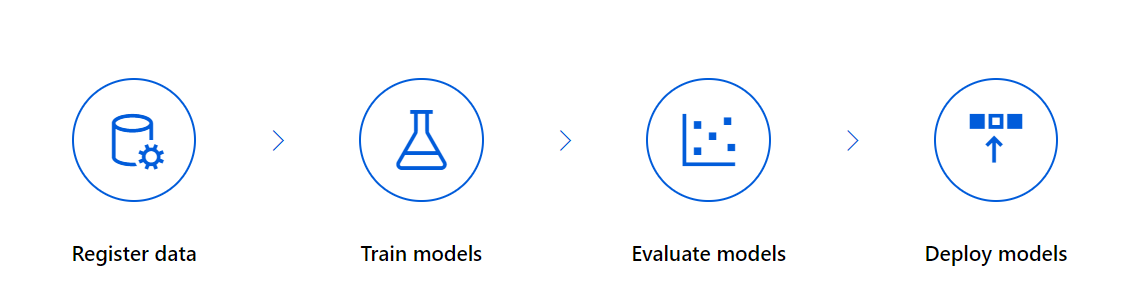 Register data
Train models
Evaluate models
Deploy models